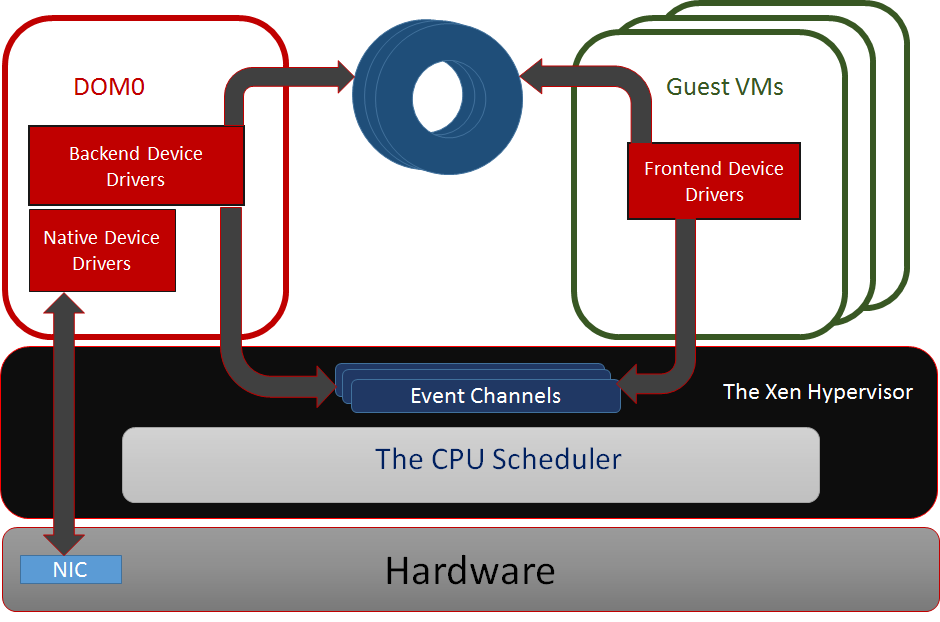 DOM0
Guest VMs
Backend Device
Drivers
Frontend Device
Drivers
Native Device
Drivers
Event Channels
The Xen Hypervisor
The CPU Scheduler
NIC
Hardware